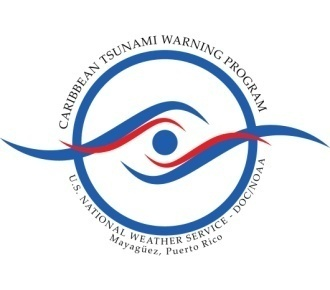 CARIBBEAN TSUNAMI WARNING PROGRAM
U.S. NATIONAL WEATHER SERVICE - DOC/NOAA
Mayagüez, Puerto Rico